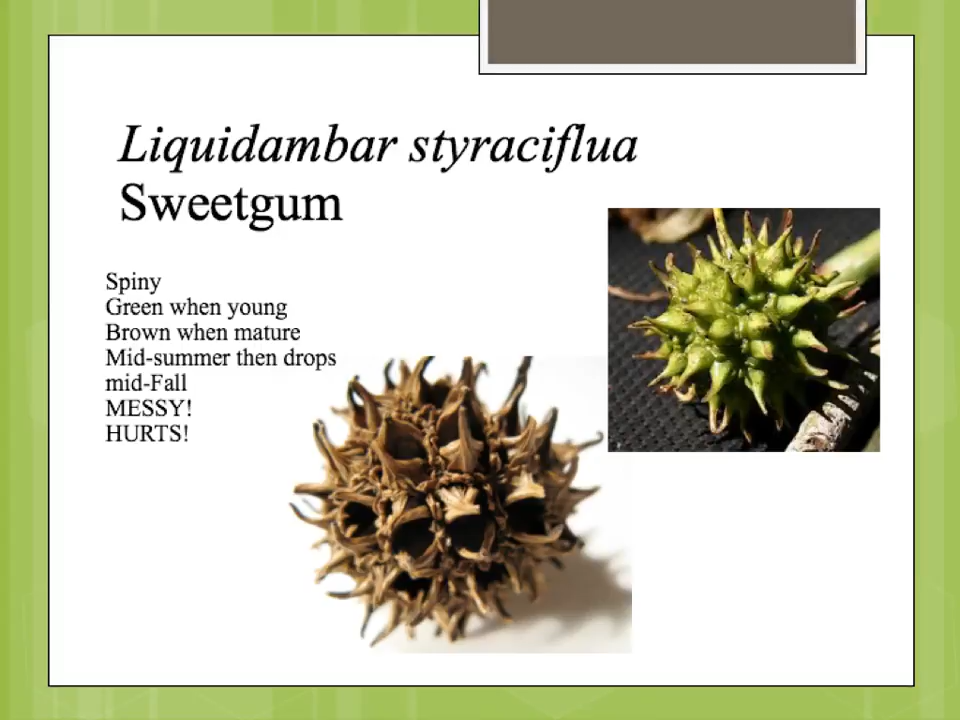 Liquidambar styraciflua
Sweetgum
Spiny
Green when young
Brown when mature
Mid-summer then drops
mid-Fall
MESSY!
HURTS!